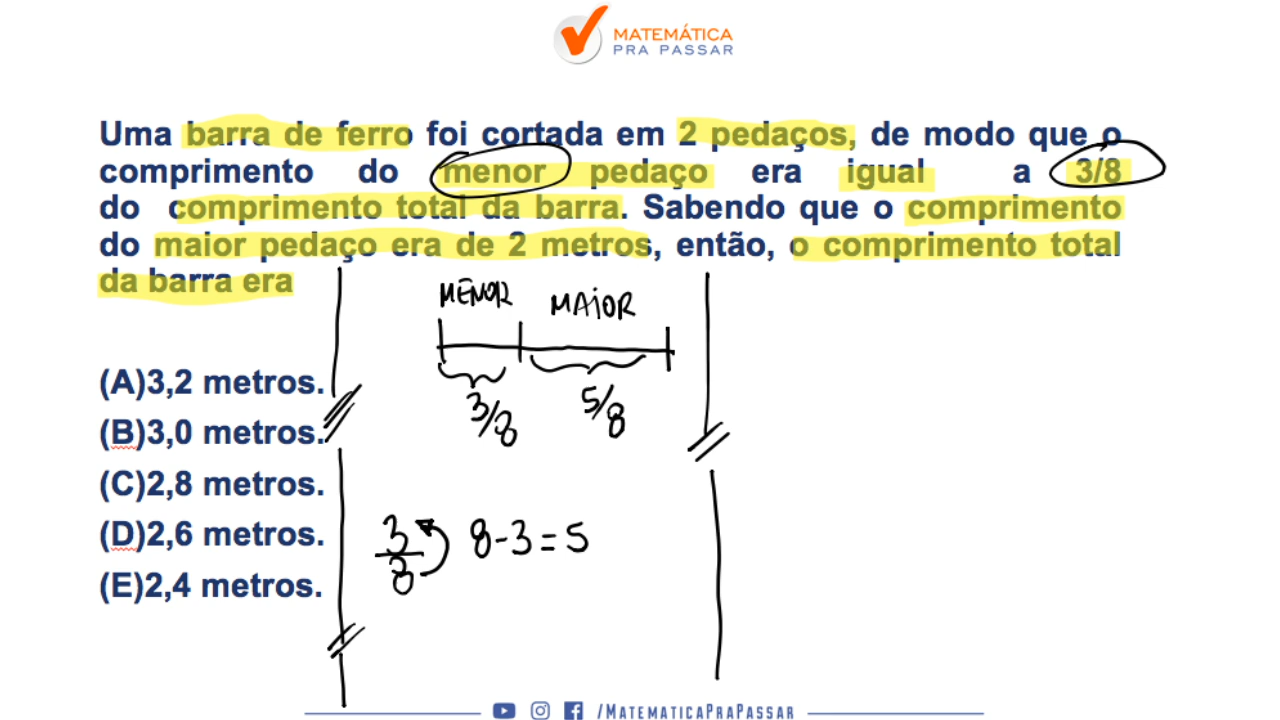 MATEMÁTICA
PRA PASSAR
Uma barra de ferro foi cortada em 2 pedaços, de modo que o
comprimento do menor pedaço era igual a 3/8
do comprimento total da barra. Sabendo que o comprimento
do maior pedaço era de 2 metros, então, o comprimento total
da barra era
MENOR MAIOR
3/8 5/8
(A)3,2 metros.
(B)3,0 metros.
(C)2,8 metros.
(D)2,6 metros.
(E)2,4 metros.
3/8 8-3=5
/MATEMATICAPRAPASSAR